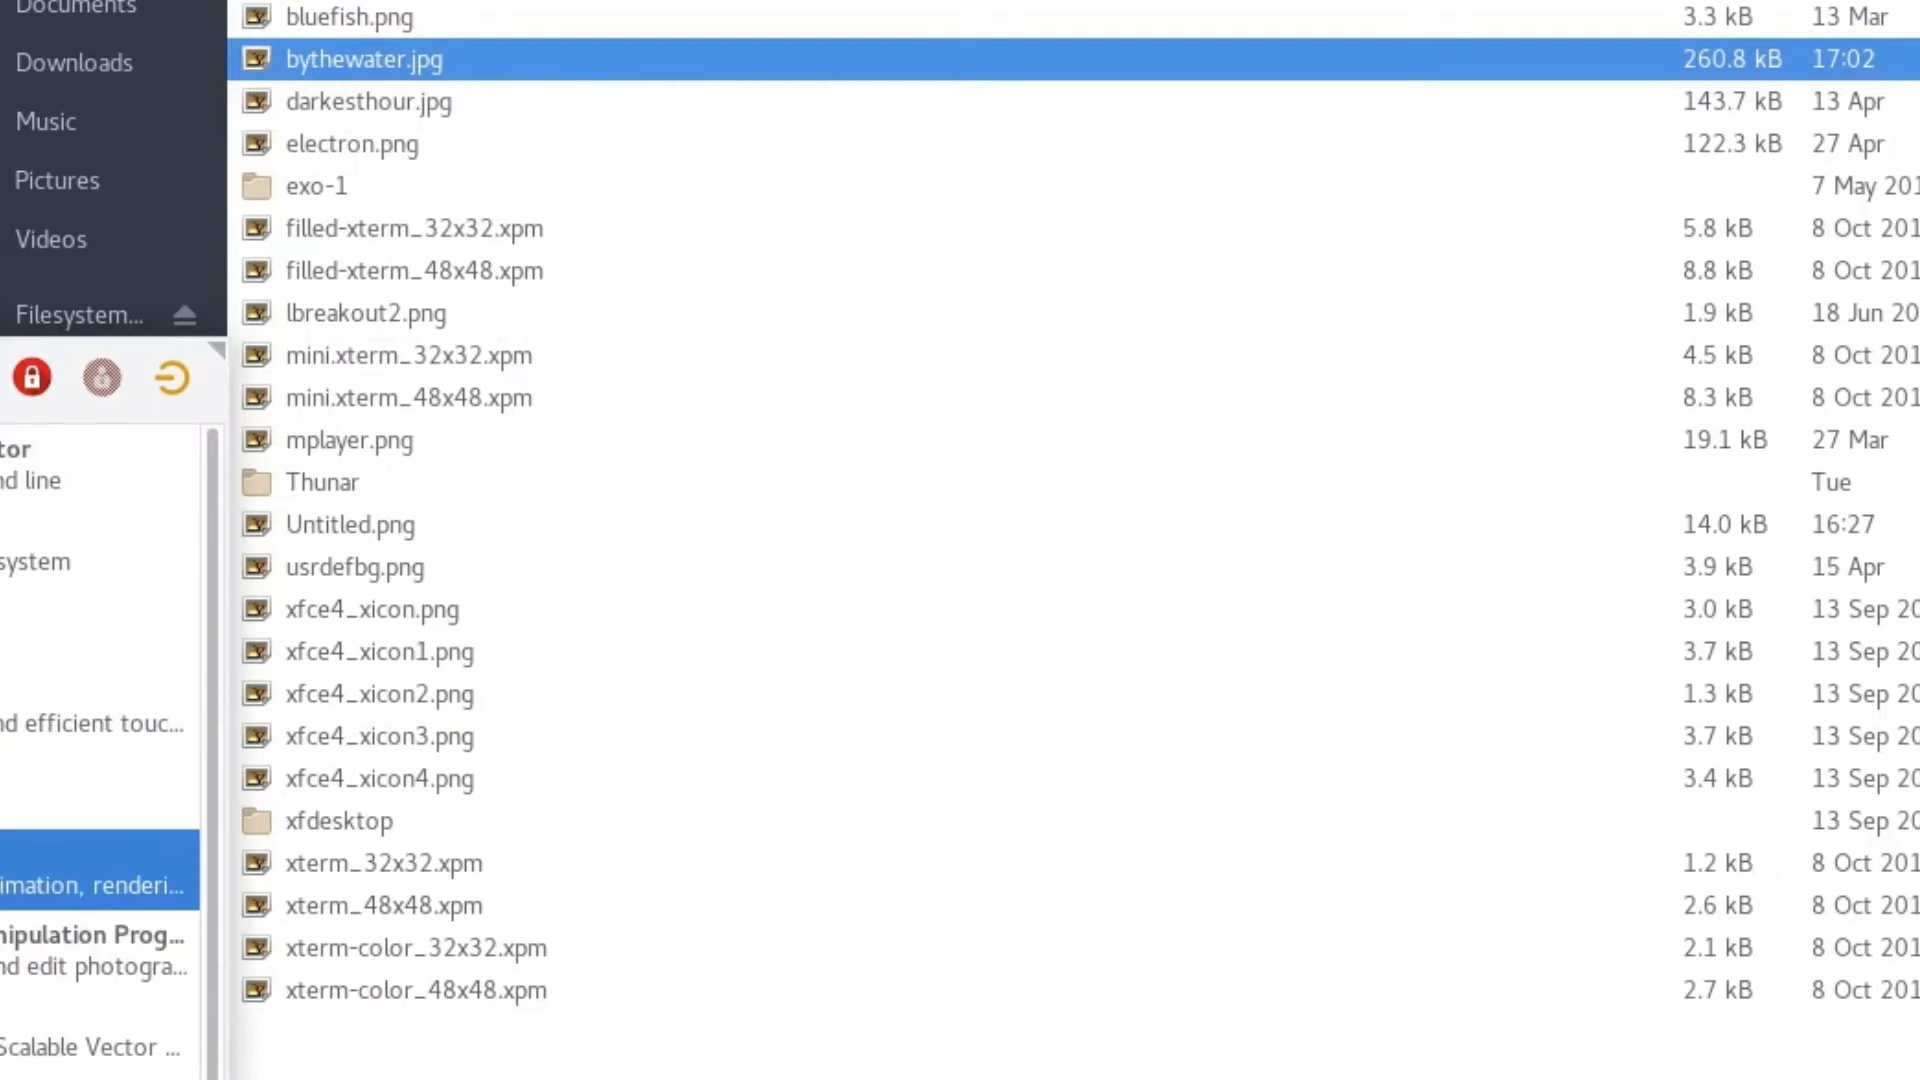 Documents
Downloads
Music
Pictures
Videos
Filesystem...
tor
nd line
system
nd efficient touc...
imation, renderi...
nipulation Prog...
nd edit photogra...
Scalable Vector ...
bluefish.png 3.3 kB 13 Mar
bythewater.jpg 260.8 kB 17:02
darkesthour.jpg 143.7 kB 13 Apr
electron.png 122.3 kB 27 Apr
exo-1 7 May 201
filled-xterm_32x32.xpm 5.8 kB 8 Oct 201
filled-xterm_48x48.xpm 8.8 kB 8 Oct 201
lbreakout2.png 1.9 kB 18 Jun 20
mini.xterm_32x32.xpm 4.5 kB 8 Oct 201
mini.xterm_48x48.xpm 8.3 kB 8 Oct 201
mplayer.png 19.1 kB 27 Mar
Thunar Tue
Untitled.png 14.0 kB 16:27
usrdefbg.png 3.9 kB 15 Apr
xfce4_xicon.png 3.0 kB 13 Sep 20
xfce4_xicon1.png 3.7 kB 13 Sep 20
xfce4_xicon2.png 1.3 kB 13 Sep 20
xfce4_xicon3.png 3.7 kB 13 Sep 20
xfce4_xicon4.png 3.4 kB 13 Sep 20
xfdesktop 13 Sep 20
xterm_32x32.xpm 1.2 kB 8 Oct 201
xterm_48x48.xpm 2.6 kB 8 Oct 201
xterm-color_32x32.xpm 2.1 kB 8 Oct 201
xterm-color_48x48.xpm 2.7 kB 8 Oct 201